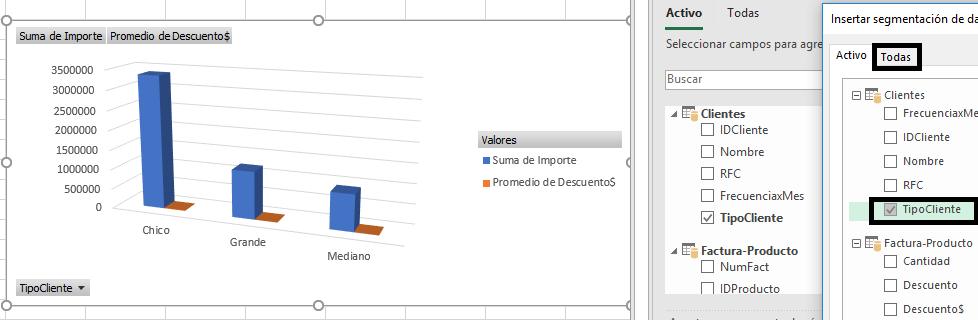 Suma de Importe Promedio de Descuento$
3500000
3000000
2500000
2000000
1500000
1000000
500000
0
Chico
Grande
Mediano
Valores
Suma de Importe
Promedio de Descuento$
TipoCliente
Activo Todas
Seleccionar campos para agre
Buscar
Clientes
IDCliente
Nombre
RFC
FrecuenciaxMes
TipoCliente
Factura-Producto
NumFact
IDProducto
Insertar segmentación de da
Activo Todas
Clientes
FrecuenciaxMe
IDCliente
Nombre
RFC
TipoCliente
Factura-Producto
Cantidad
Descuento
Descuento$